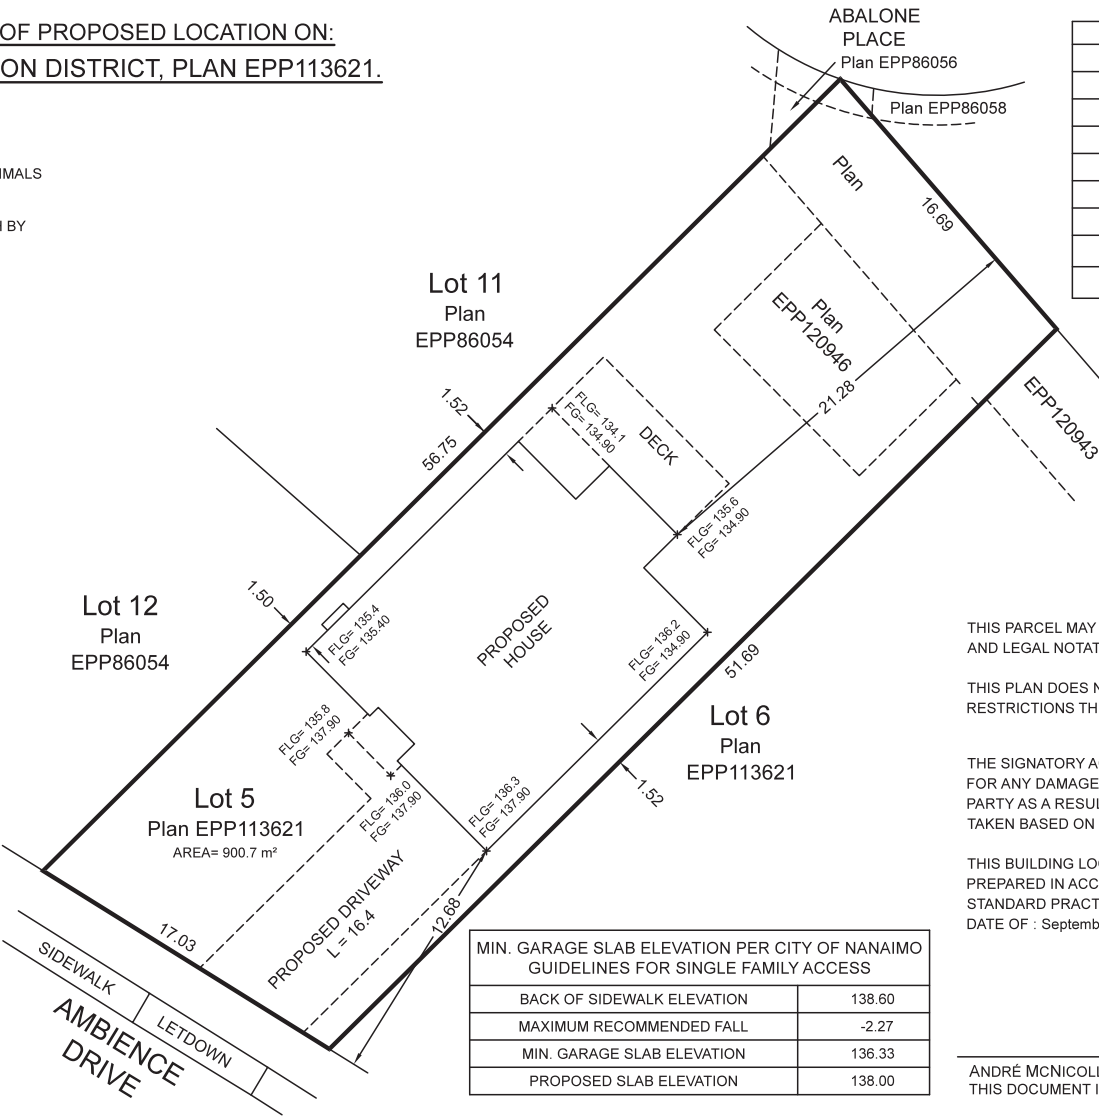 OF PROPOSED LOCATION ON:
ON DISTRICT, PLAN EPP113621.
IMALS
BY
ABALONE
PLACE
Plan EPP86056
Plan EPP86058
Plan
16.69
Lot 11
Plan
EPP86054
Plan
EPP120946
21.28
EPP120943
1.52
56.75
FLG= 134.1
FG= 134.90
DECK
FLG= 135.6
FG= 134.90
1.50
Lot 12
Plan
EPP86054
FLG= 135.4
FG= 135.40
PROPOSED
HOUSE
FLG= 136.2
FG= 134.90
51.69
Lot 6
Plan
EPP113621
1.52
FLG= 135.8
FG= 137.90
FLG= 136.0
FG= 137.90
FLG= 136.3
FG= 137.90
Lot 5
Plan EPP113621
AREA= 900.7 m²
PROPOSED DRIVEWAY
L = 16.4
12.68
17.03
SIDEWALK
LETDOWN
AMBIENCE
DRIVE
MIN. GARAGE SLAB ELEVATION PER CITY OF NANAIMO
GUIDELINES FOR SINGLE FAMILY ACCESS
BACK OF SIDEWALK ELEVATION 138.60
MAXIMUM RECOMMENDED FALL -2.27
MIN. GARAGE SLAB ELEVATION 136.33
PROPOSED SLAB ELEVATION 138.00
THIS PARCEL MAY
AND LEGAL NOTAT
THIS PLAN DOES N
RESTRICTIONS TH
THE SIGNATORY A
FOR ANY DAMAGE
PARTY AS A RESUL
TAKEN BASED ON
THIS BUILDING LO
PREPARED IN ACC
STANDARD PRACT
DATE OF : Septemb
ANDRÉ MCNICOLL
THIS DOCUMENT I